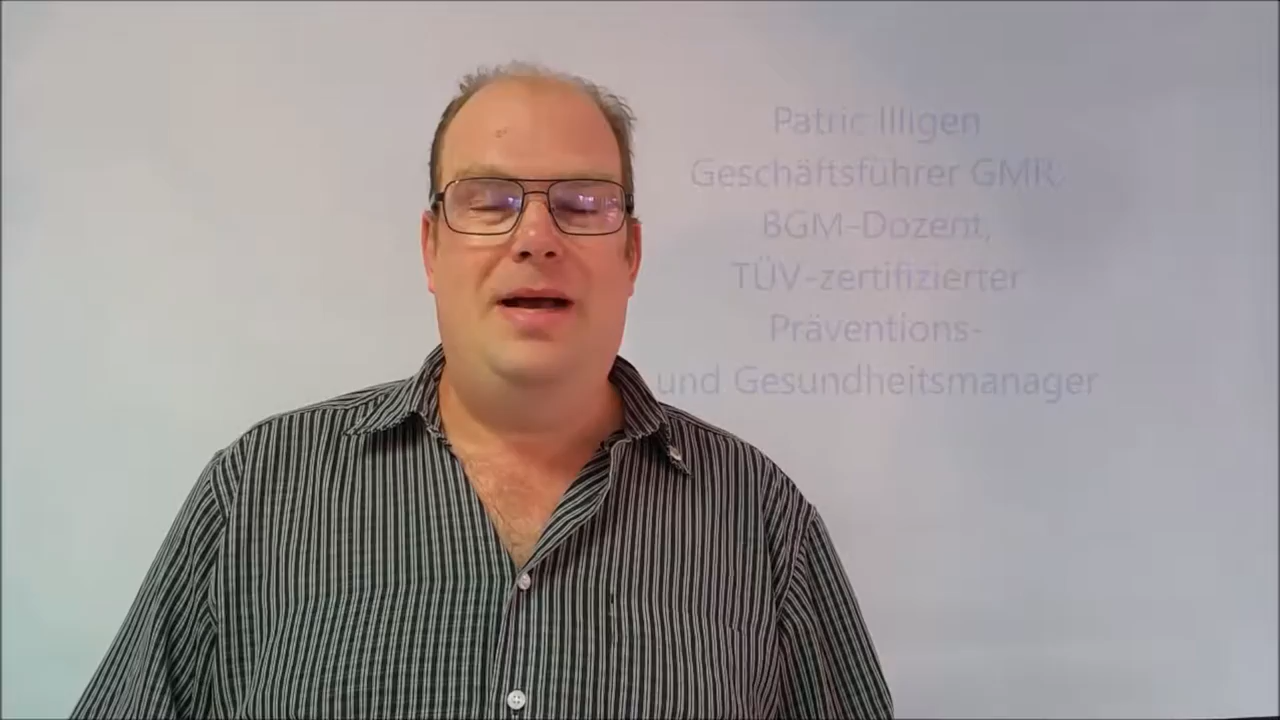 Patric Illigen
Geschäftsführer GMR,
BGM-Dozent,
TÜV-zertifizierter
Präventions-
und Gesundheitsmanager